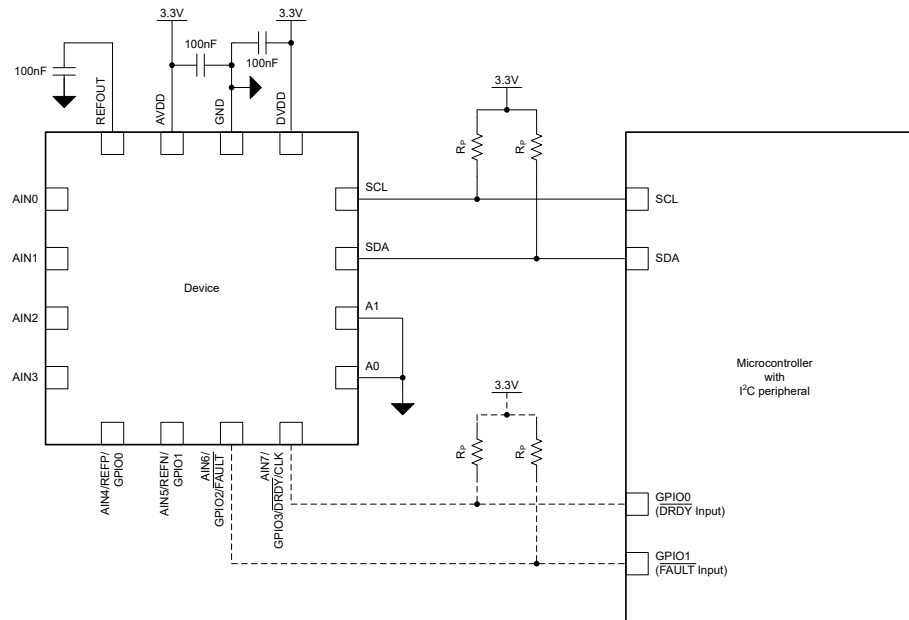 3.3V
3.3V
100nF
100nF
100nF
REFOUT
AVDD
GND
DVDD
3.3V
RP
RP
AIN0
AIN1
AIN2
AIN3
Device
SCL
SDA
A1
A0
SCL
SDA
Microcontroller
with
I²C peripheral
3.3V
RP
RP
AIN4/REFP/
GPIO0
AIN5/REFN/
GPIO1
AIN6/
GPIO2/FAULT
AIN7/
GPIO3/DRDY/CLK
GPIO0
(DRDY Input)
GPIO1
(FAULT Input)